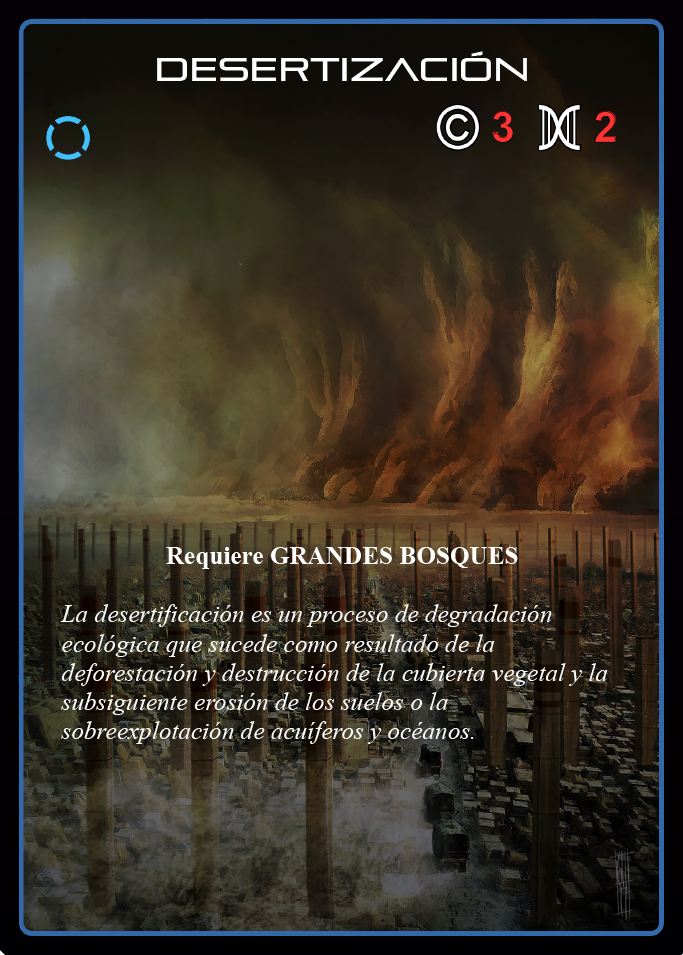 DESERTIZACIÓN
© 3 2
Requiere GRANDES BOSQUES
La desertificación es un proceso de degradación
ecológica que sucede como resultado de la
deforestación y destrucción de la cubierta vegetal y la
subsiguiente erosión de los suelos o la
sobreexplotación de acuíferos y océanos.